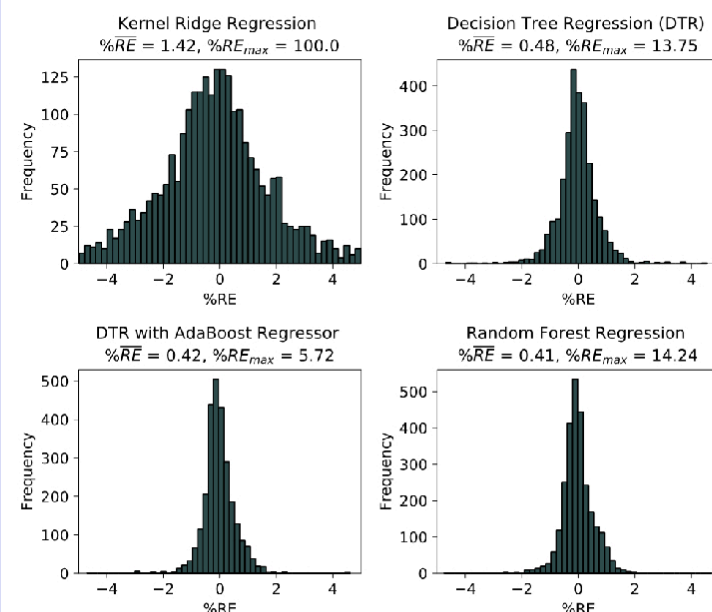 Kernel Ridge Regression
%RE = 1.42, %REmax = 100.0
Frequency
125
100
75
50
25
0
−4 −2 0 2 4
%RE
Decision Tree Regression (DTR)
%RE = 0.48, %REmax = 13.75
Frequency
400
300
200
100
0
−4 −2 0 2 4
%RE
DTR with AdaBoost Regressor
%RE = 0.42, %REmax = 5.72
Frequency
500
400
300
200
100
0
−4 −2 0 2 4
%RE
Random Forest Regression
%RE = 0.41, %REmax = 14.24
Frequency
500
400
300
200
100
0
−4 −2 0 2 4
%RE